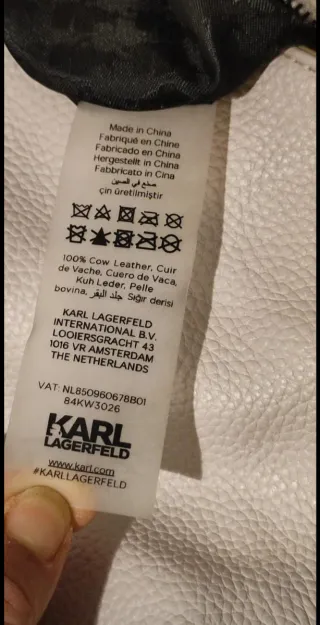 Made in China
Fabriqué en Chine
Fabricado en China
Hergestellt in China
Fabbricato in Cina
صنع في الصين
çin üretilmiştir
100% Cow Leather, Cuir
de Vache, Cuero de Vaca,
Kuh Leder, Pelle
bovina, جلد البقر, Sığır derisi
KARL LAGERFELD
INTERNATIONAL B.V.
LOOIERSGRACHT 43
1016 VR AMSTERDAM
THE NETHERLANDS
VAT: NL850960678B01
84KW3026
KARL
LAGERFELD
www.karl.com
#KARLLAGERFELD